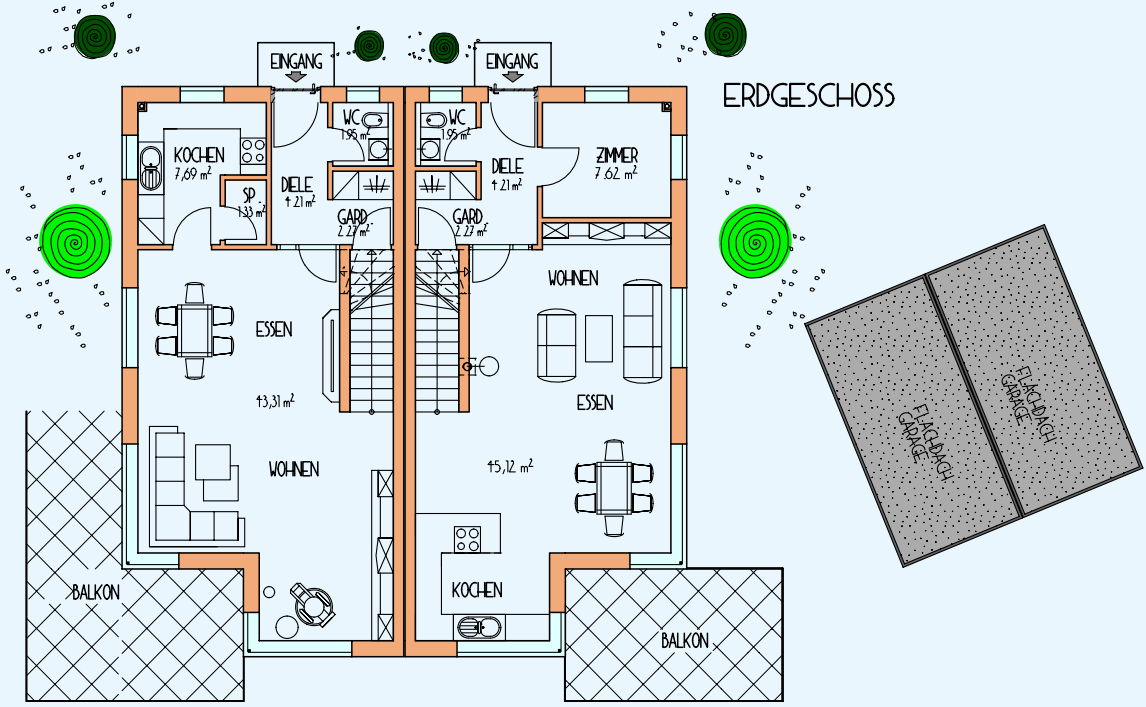 EINGANG
EINGANG
ERDGESCHOSS
WC
1.95 m²
WC
1.95 m²
KOCHEN
7,69 m²
DIELE
4.21 m²
SP.
1.33 m²
GARD.
2.27 m²
DIELE
4.21 m²
GARD.
2.27 m²
ZIMMER
7.62 m²
WOHNEN
ESSEN
43,31 m²
ESSEN
WOHNEN
45,12 m²
FLACHDACH
GARAGE
FLACHDACH
GARAGE
BALKON
KOCHEN
BALKON